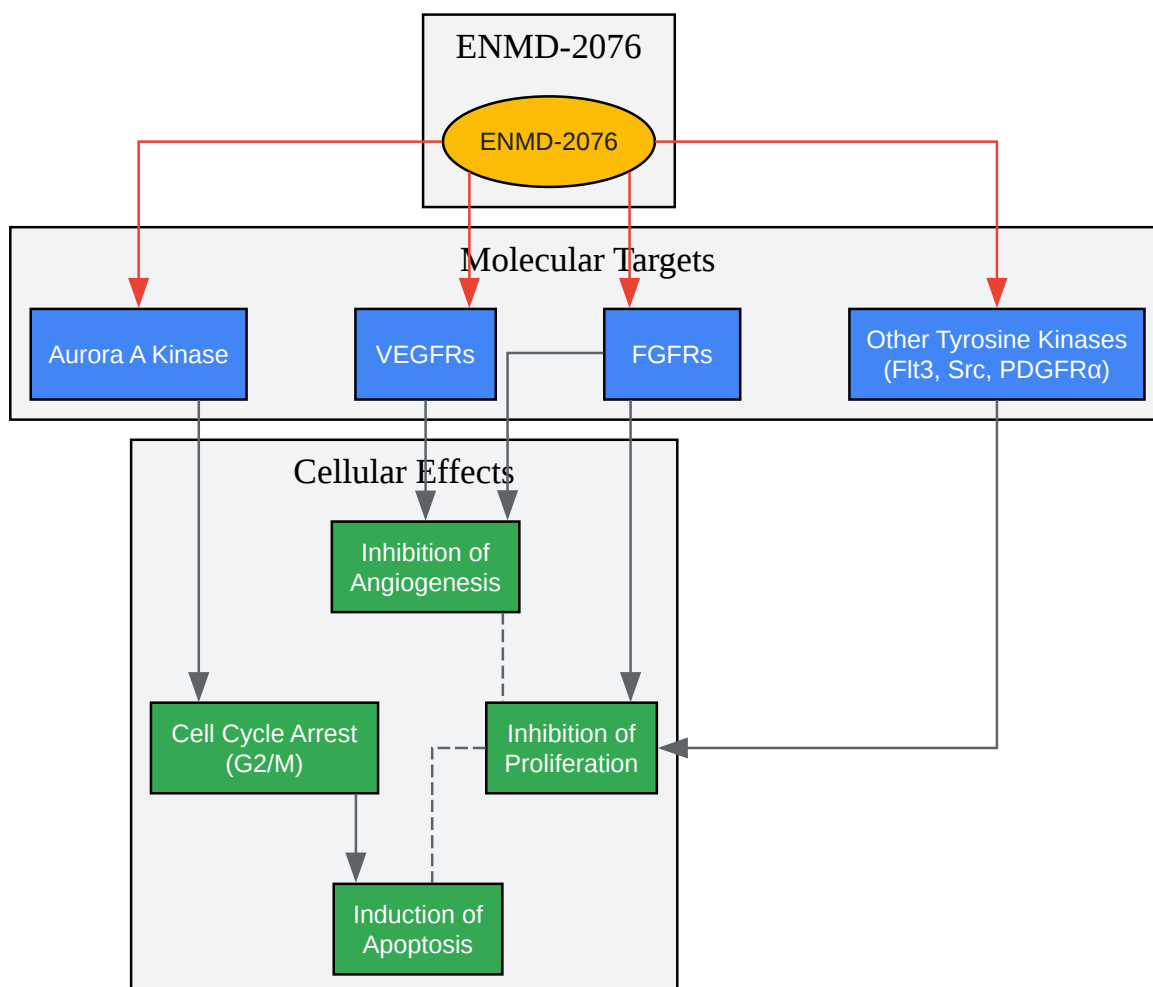 ENMD-2076
ENMD-2076
Molecular Targets
Aurora A Kinase
VEGFRs
FGFRs
Other Tyrosine Kinases
(Flt3, Src, PDGFRα)
Cellular Effects
Inhibition of
Angiogenesis
Cell Cycle Arrest
(G2/M)
Inhibition of
Proliferation
Induction of
Apoptosis